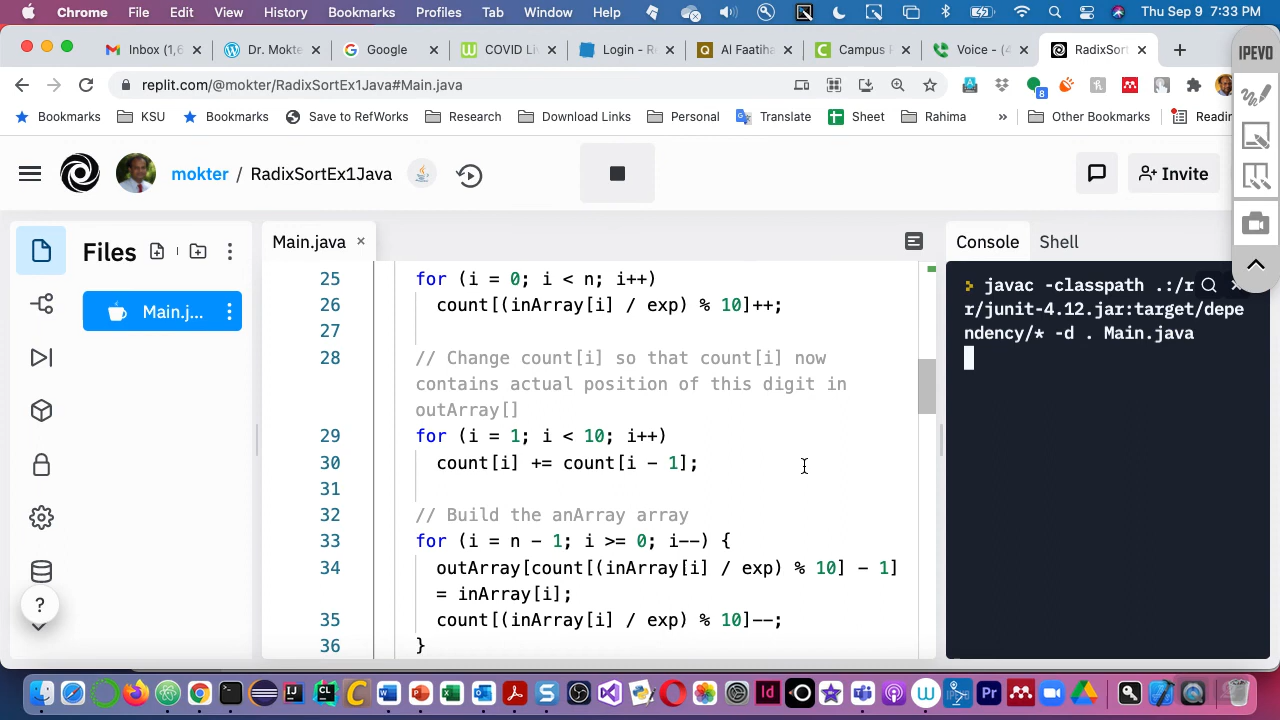 Chrome File Edit View History Bookmarks Profiles Tab Window Help Thu Sep 9 7:33 PM
Inbox (1,6 Dr. Mokte Google COVID Li Login - Re Al Faatiha Campus P Voice - (4 RadixSort IPEVO
replit.com/@mokter/RadixSortEx1Java#Main.java 8
Bookmarks KSU Bookmarks Save to RefWorks Research Download Links Personal Translate Sheet Rahima » Other Bookmarks Readin
mokter / RadixSortEx1Java Invite
Files Main.java Console Shell
Main.j...
25 for (i = 0; i < n; i++)
26 count[(inArray[i] / exp) % 10]++;
27
28 // Change count[i] so that count[i] now
contains actual position of this digit in
outArray[]
29 for (i = 1; i < 10; i++)
30 count[i] += count[i - 1];
31
32 // Build the anArray array
33 for (i = n - 1; i >= 0; i--) {
34 outArray[count[(inArray[i] / exp) % 10] - 1]
= inArray[i];
35 count[(inArray[i] / exp) % 10]--;
36 }
javac -classpath .:/r
r/junit-4.12.jar:target/depe
ndency/* -d . Main.java
?